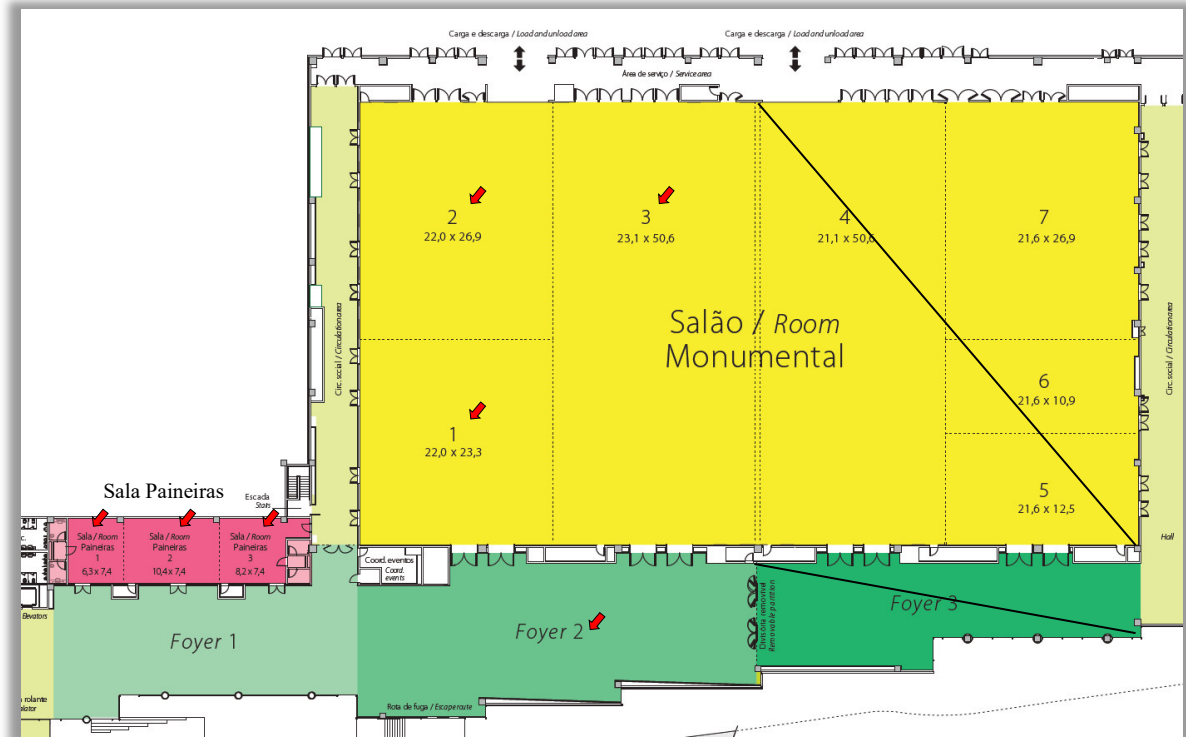 Carga e descarga / Load and unload area
Carga e descarga / Load and unload area
Área de serviço / Service area
2
22,0 x 26,9
3
23,1 x 50,6
4
21,1 x 50,6
7
21,6 x 26,9
Salão / Room
Monumental
Circ. social / Circulation area
Circ. social / Circulation area
6
21,6 x 10,9
1
22,0 x 23,3
5
21,6 x 12,5
Sala Paineiras
Escada
Stairs
Sala / Room
Paineiras
1
6,3 x 7,4
Sala / Room
Paineiras
2
10,4 x 7,4
Sala / Room
Paineiras
3
8,2 x 7,4
Hall
Coord. eventos
Coord.
events
Elevators
Foyer 1
Foyer 2
Foyer 3
Divisória removível
Removable partition
rolante
Rota de fuga / Escape route